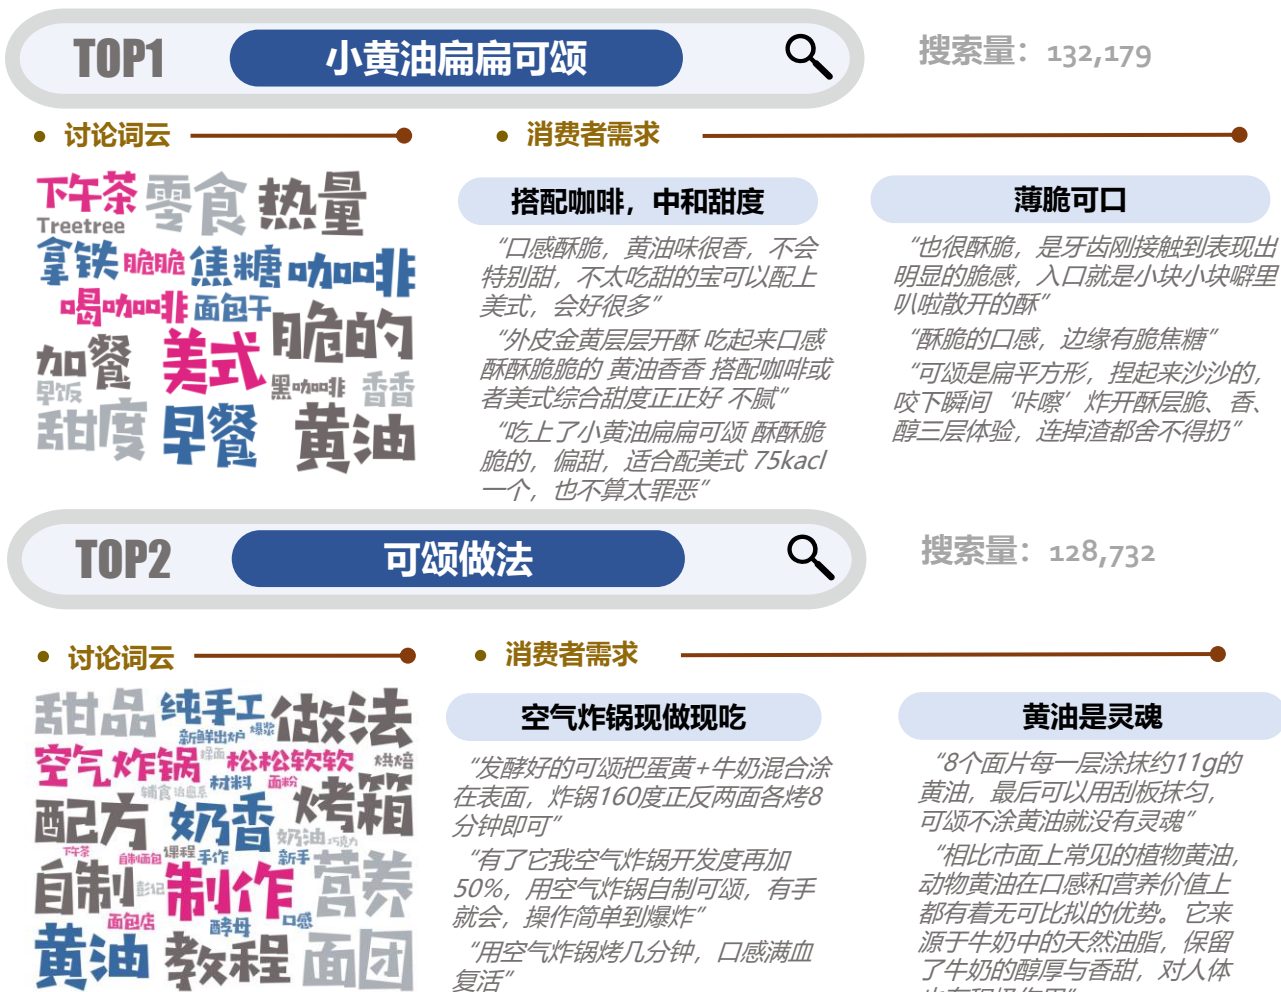 TOP1
小黄油扁扁可颂
搜索量：132,179
讨论词云
消费者需求
下午茶 零食 热量
Treetree
拿铁 脆脆 焦糖 咖啡
喝咖啡 面包干 脆的
加餐 美式
早饭 黑咖啡 香香
甜度 早餐 黄油
搭配咖啡，中和甜度
“口感酥脆，黄油味很香，不会
特别甜，不太吃甜的宝可以配上
美式，会好很多”
“外皮金黄层层开酥 吃起来口感
酥酥脆脆的 黄油香香 搭配咖啡或
者美式综合甜度正正好 不腻”
“吃上了小黄油扁扁可颂 酥酥脆
脆的，偏甜，适合配美式 75kacl
一个，也不算太罪恶”
薄脆可口
“也很酥脆，是牙齿刚接触到表现出
明显的脆感，入口就是小块小块噼里
叭啦散开的酥”
“酥脆的口感，边缘有脆焦糖”
“可颂是扁平方形，捏起来沙沙的，
咬下瞬间‘咔嚓’炸开酥层脆、香、
醇三层体验，连掉渣都舍不得扔”
TOP2
可颂做法
搜索量：128,732
讨论词云
消费者需求
甜品 纯手工 做法
新鲜出炉 爆浆
空气炸锅 揉面 松松软软 烘焙
辅食 治愈系 材料 面粉
配方 奶香 烤箱
奶油 巧克力
下午茶 自制面包 课程 手作 新手
自制 彭记 制作 营养
面包店 酵母 口感
黄油 教程 面团
空气炸锅现做现吃
“发酵好的可颂把蛋黄+牛奶混合涂
在表面，炸锅160度正反两面各烤8
分钟即可”
“有了它我空气炸锅开发度再加
50%，用空气炸锅自制可颂，有手
就会，操作简单到爆炸”
“用空气炸锅烤几分钟，口感满血
复活”
黄油是灵魂
“8个面片每一层涂抹约11g的
黄油，最后可以用刮板抹匀，
可颂不涂黄油就没有灵魂”
“相比市面上常见的植物黄油，
动物黄油在口感和营养价值上
都有着无可比拟的优势。它来
源于牛奶中的天然油脂，保留
了牛奶的醇厚与香甜，对人体